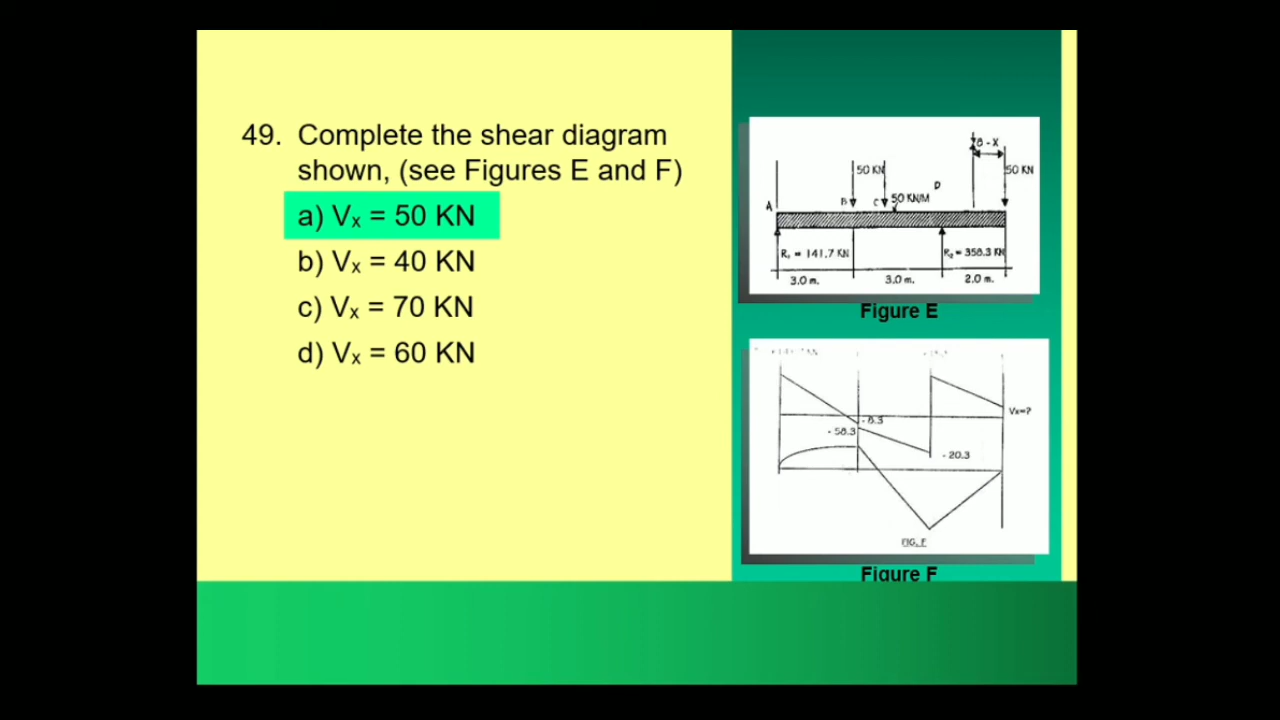 49. Complete the shear diagram
shown, (see Figures E and F)
a) Vx = 50 KN
b) Vx = 40 KN
c) Vx = 70 KN
d) Vx = 60 KN
8 - X
50 KN
50 KN
D
A
B
C
50 KN/M
R₁ = 141.7 KN
R₂ = 358.3 KN
3.0 m.
3.0 m.
2.0 m.
Figure E
Vx=?
- 8.3
- 58.3
- 20.3
FIG. F
Figure F